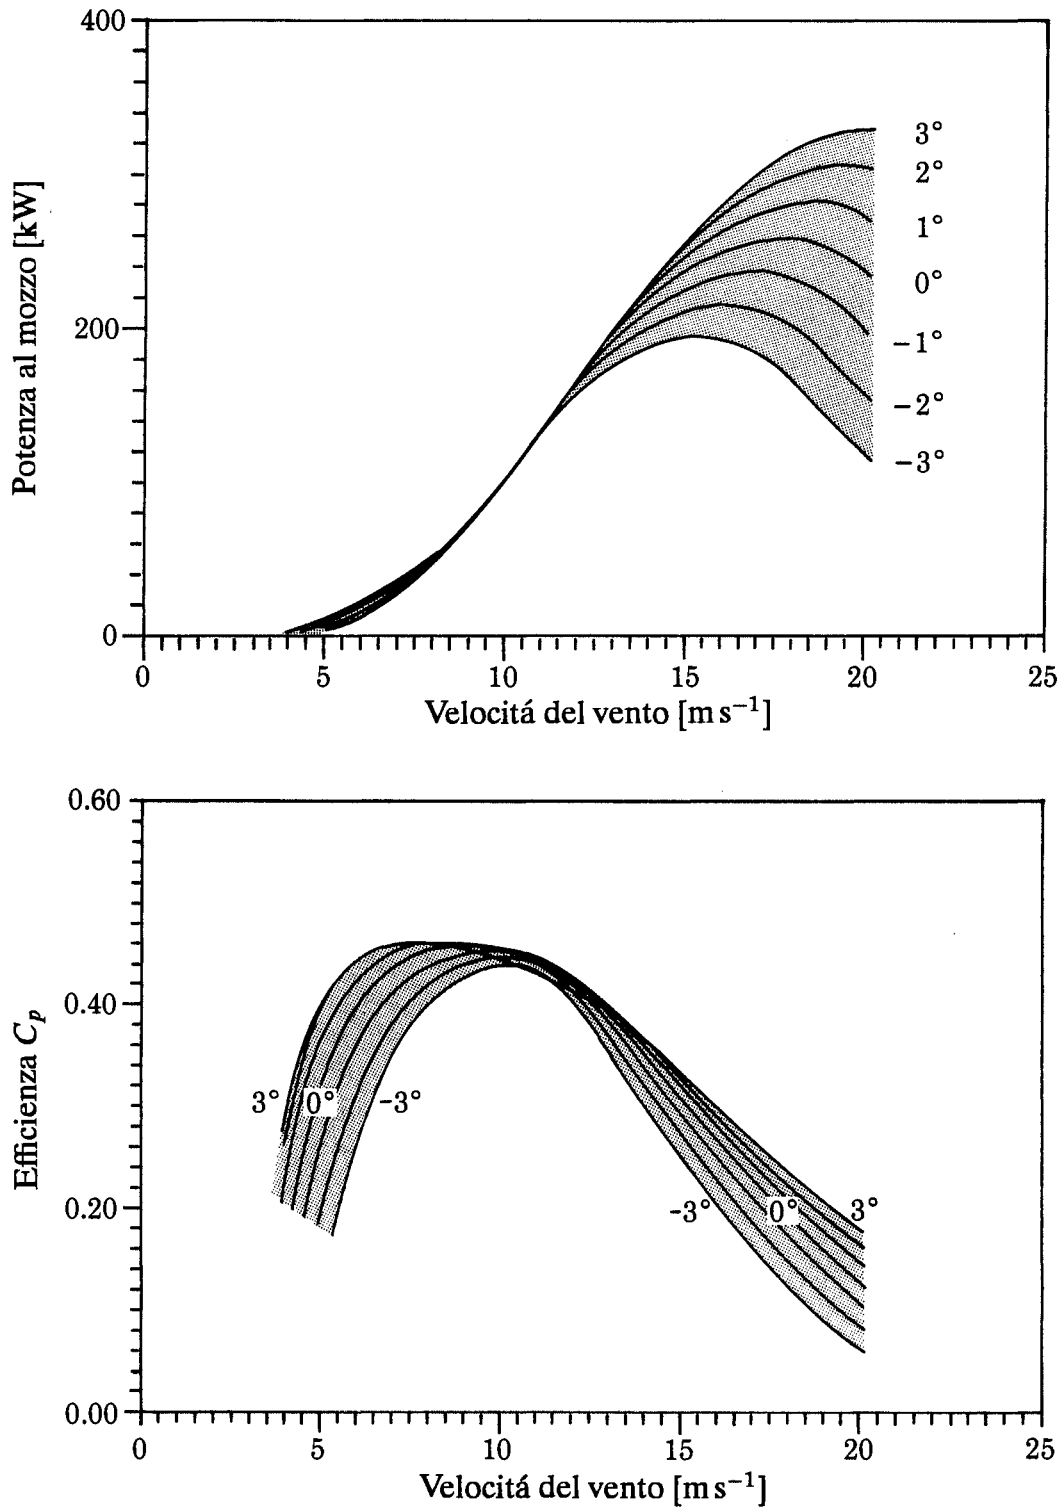 400
3°
2°
1°
0°
-1°
-2°
-3°
200
0
Potenza al mozzo [kW]
0 5 10 15 20 25
Velocitá del vento [m s⁻¹]
0.60
0.40
3° 0° -3°
0.20
-3° 0° 3°
0.00
Efficienza Cₚ
0 5 10 15 20 25
Velocitá del vento [m s⁻¹]